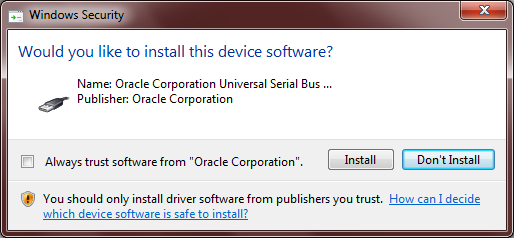 Windows Security
Would you like to install this device software?
Name: Oracle Corporation Universal Serial Bus ...
Publisher: Oracle Corporation
Always trust software from "Oracle Corporation".
Install
Don't Install
You should only install driver software from publishers you trust. How can I decide
which device software is safe to install?